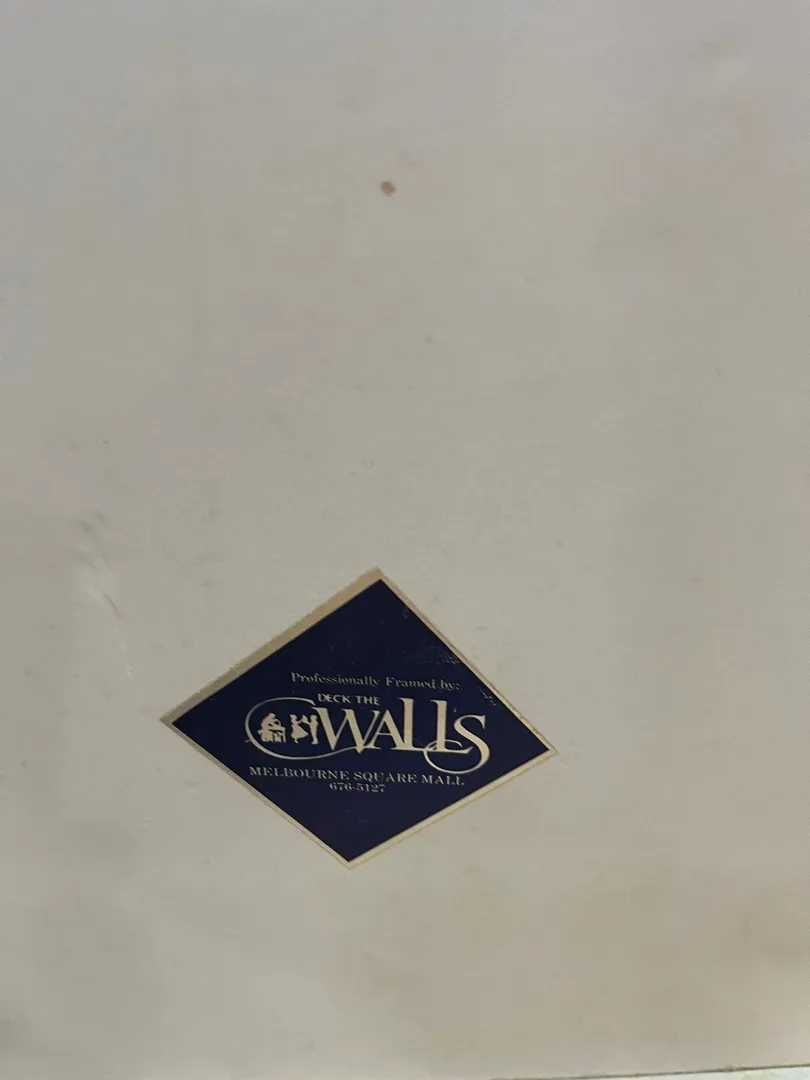 Professionally Framed by:
DECK THE
WALLS
MELBOURNE SQUARE MALL
676-5127